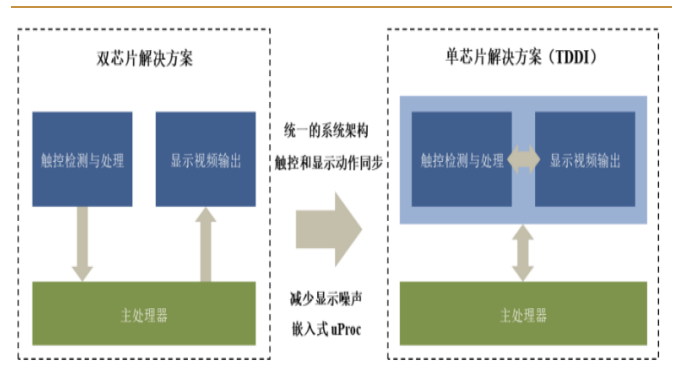 双芯片解决方案
触控检测与处理
显示视频输出
主处理器
统一的系统架构
触控和显示动作同步
减少显示噪声
嵌入式 uProc
单芯片解决方案（TDDI）
触控检测与处理
显示视频输出
主处理器